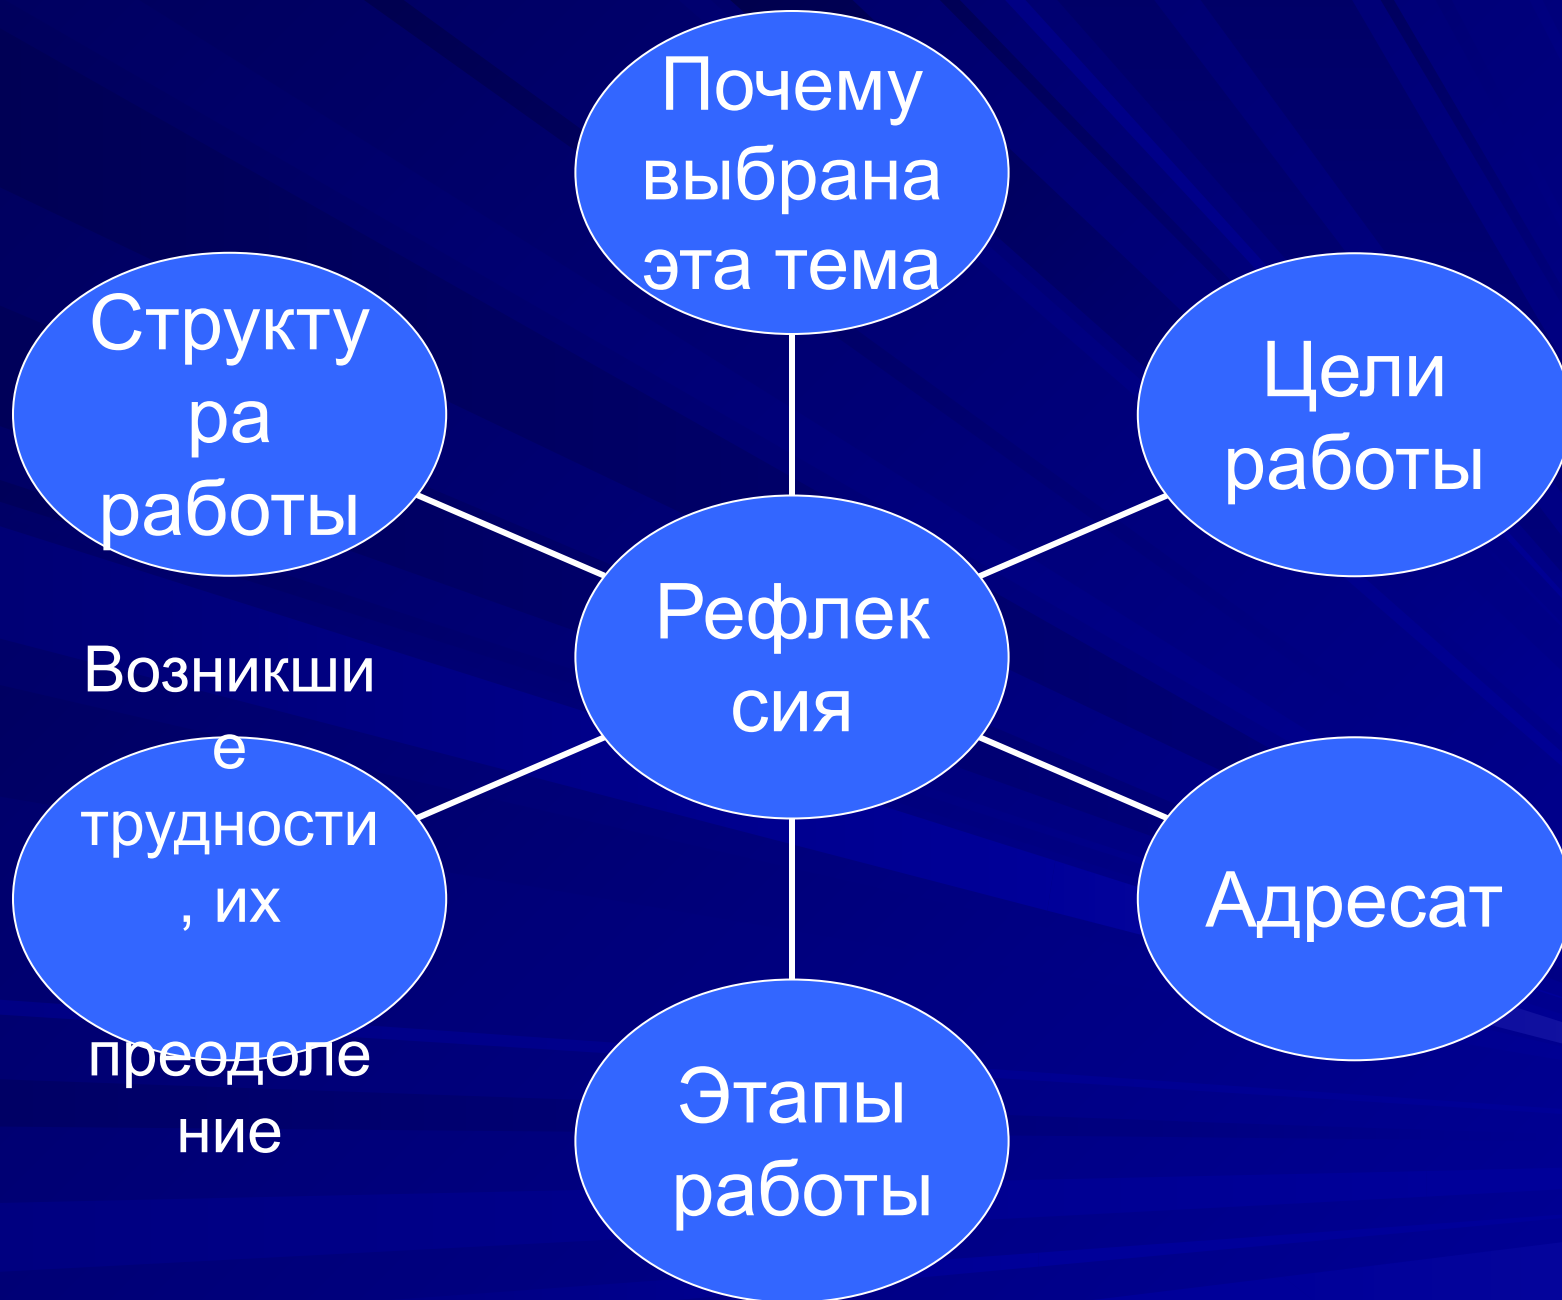 Почему
выбрана
эта тема
Структу
ра
работы
Цели
работы
Рефлек
сия
Возникши
е
трудности
, их
преодоле
ние
Адресат
Этапы
работы